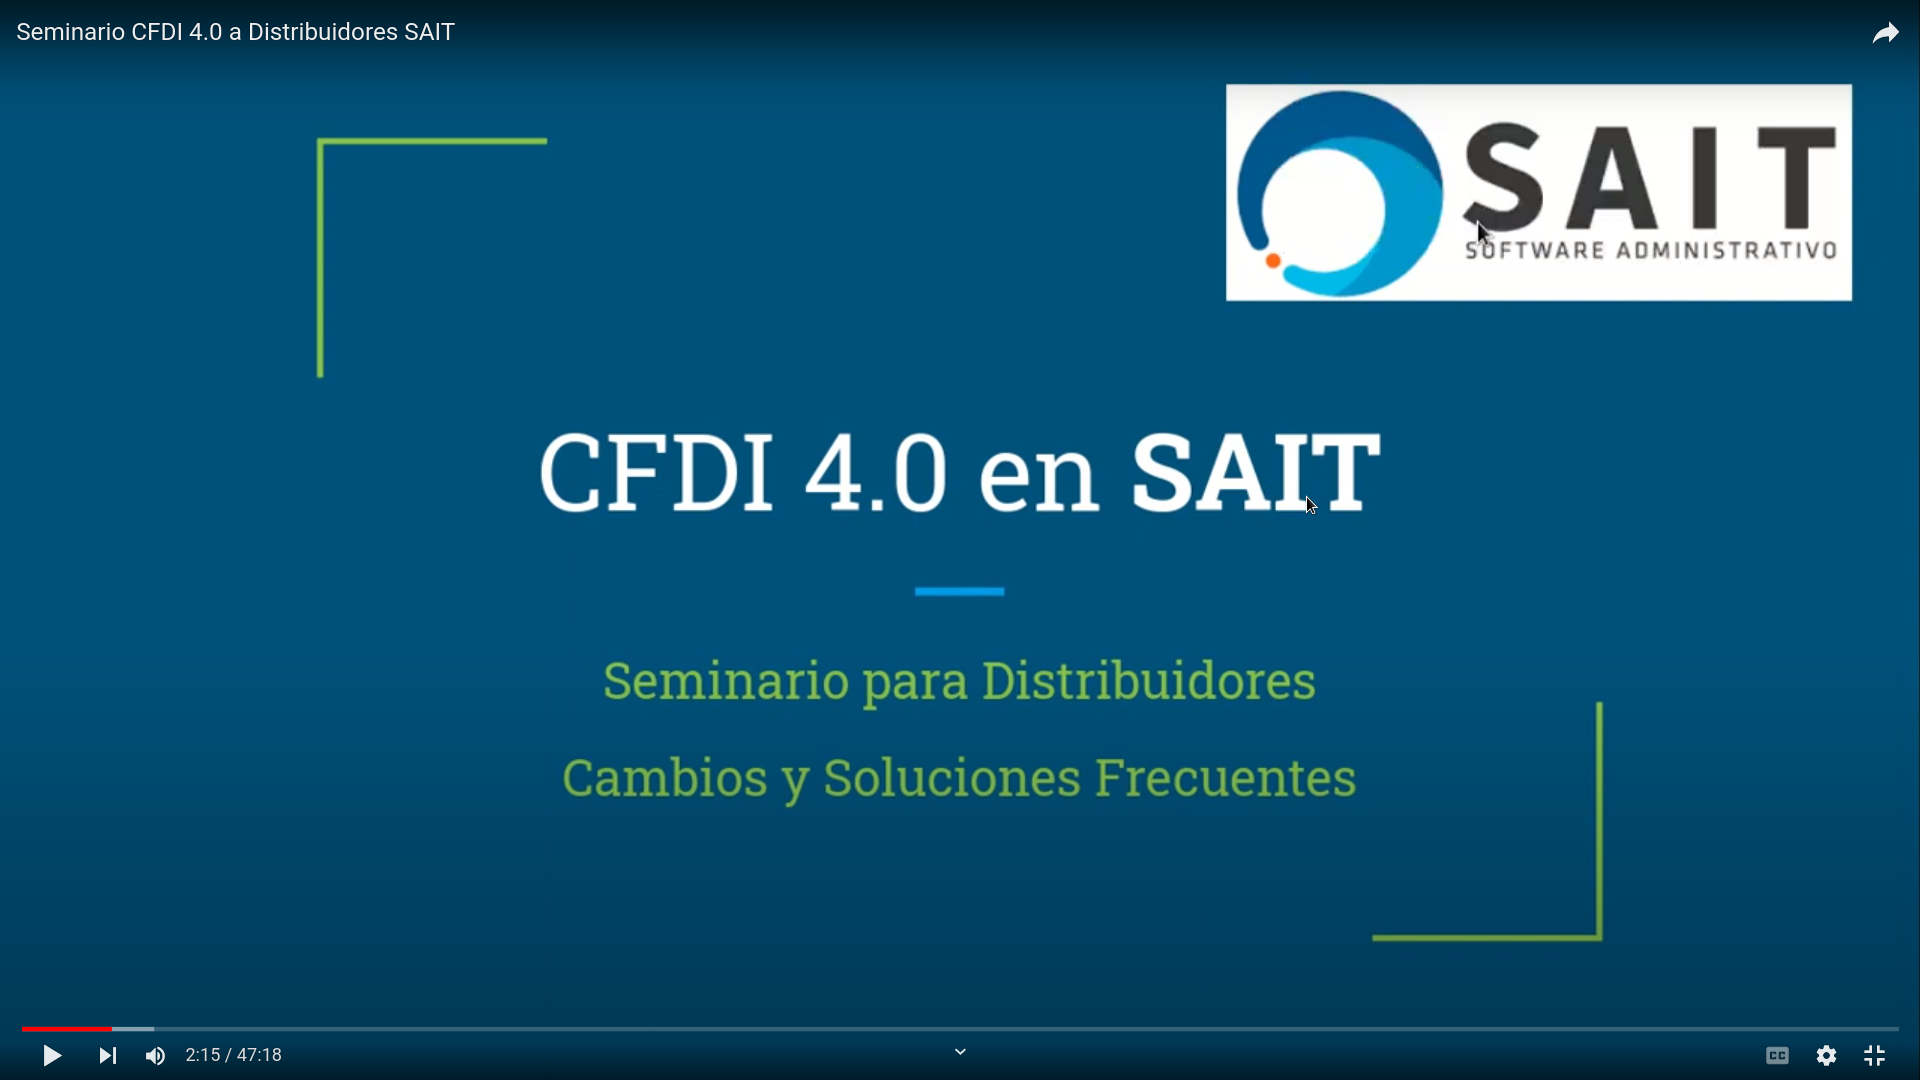 Seminario CFDI 4.0 a Distribuidores SAIT
SAIT
SOFTWARE ADMINISTRATIVO
CFDI 4.0 en SAIT
Seminario para Distribuidores
Cambios y Soluciones Frecuentes
2:15 / 47:18
CC